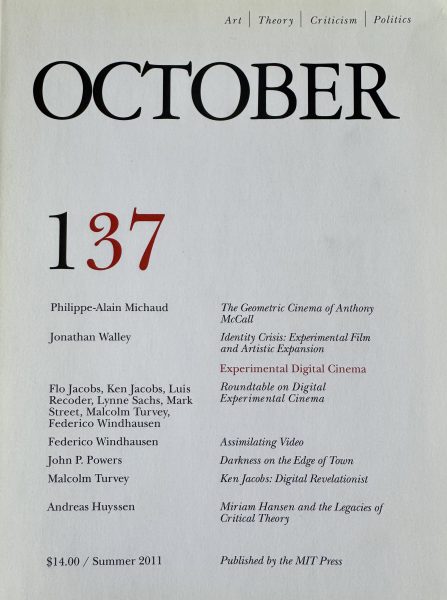 Art | Theory | Criticism | Politics
OCTOBER
137
Philippe-Alain Michaud
The Geometric Cinema of Anthony
McCall
Jonathan Walley
Identity Crisis: Experimental Film
and Artistic Expansion
Experimental Digital Cinema
Flo Jacobs, Ken Jacobs, Luis
Recoder, Lynne Sachs, Mark
Street, Malcolm Turvey,
Federico Windhausen
Roundtable on Digital
Experimental Cinema
Federico Windhausen
Assimilating Video
John P. Powers
Darkness on the Edge of Town
Malcolm Turvey
Ken Jacobs: Digital Revelationist
Andreas Huyssen
Miriam Hansen and the Legacies of
Critical Theory
$14.00 / Summer 2011
Published by the MIT Press